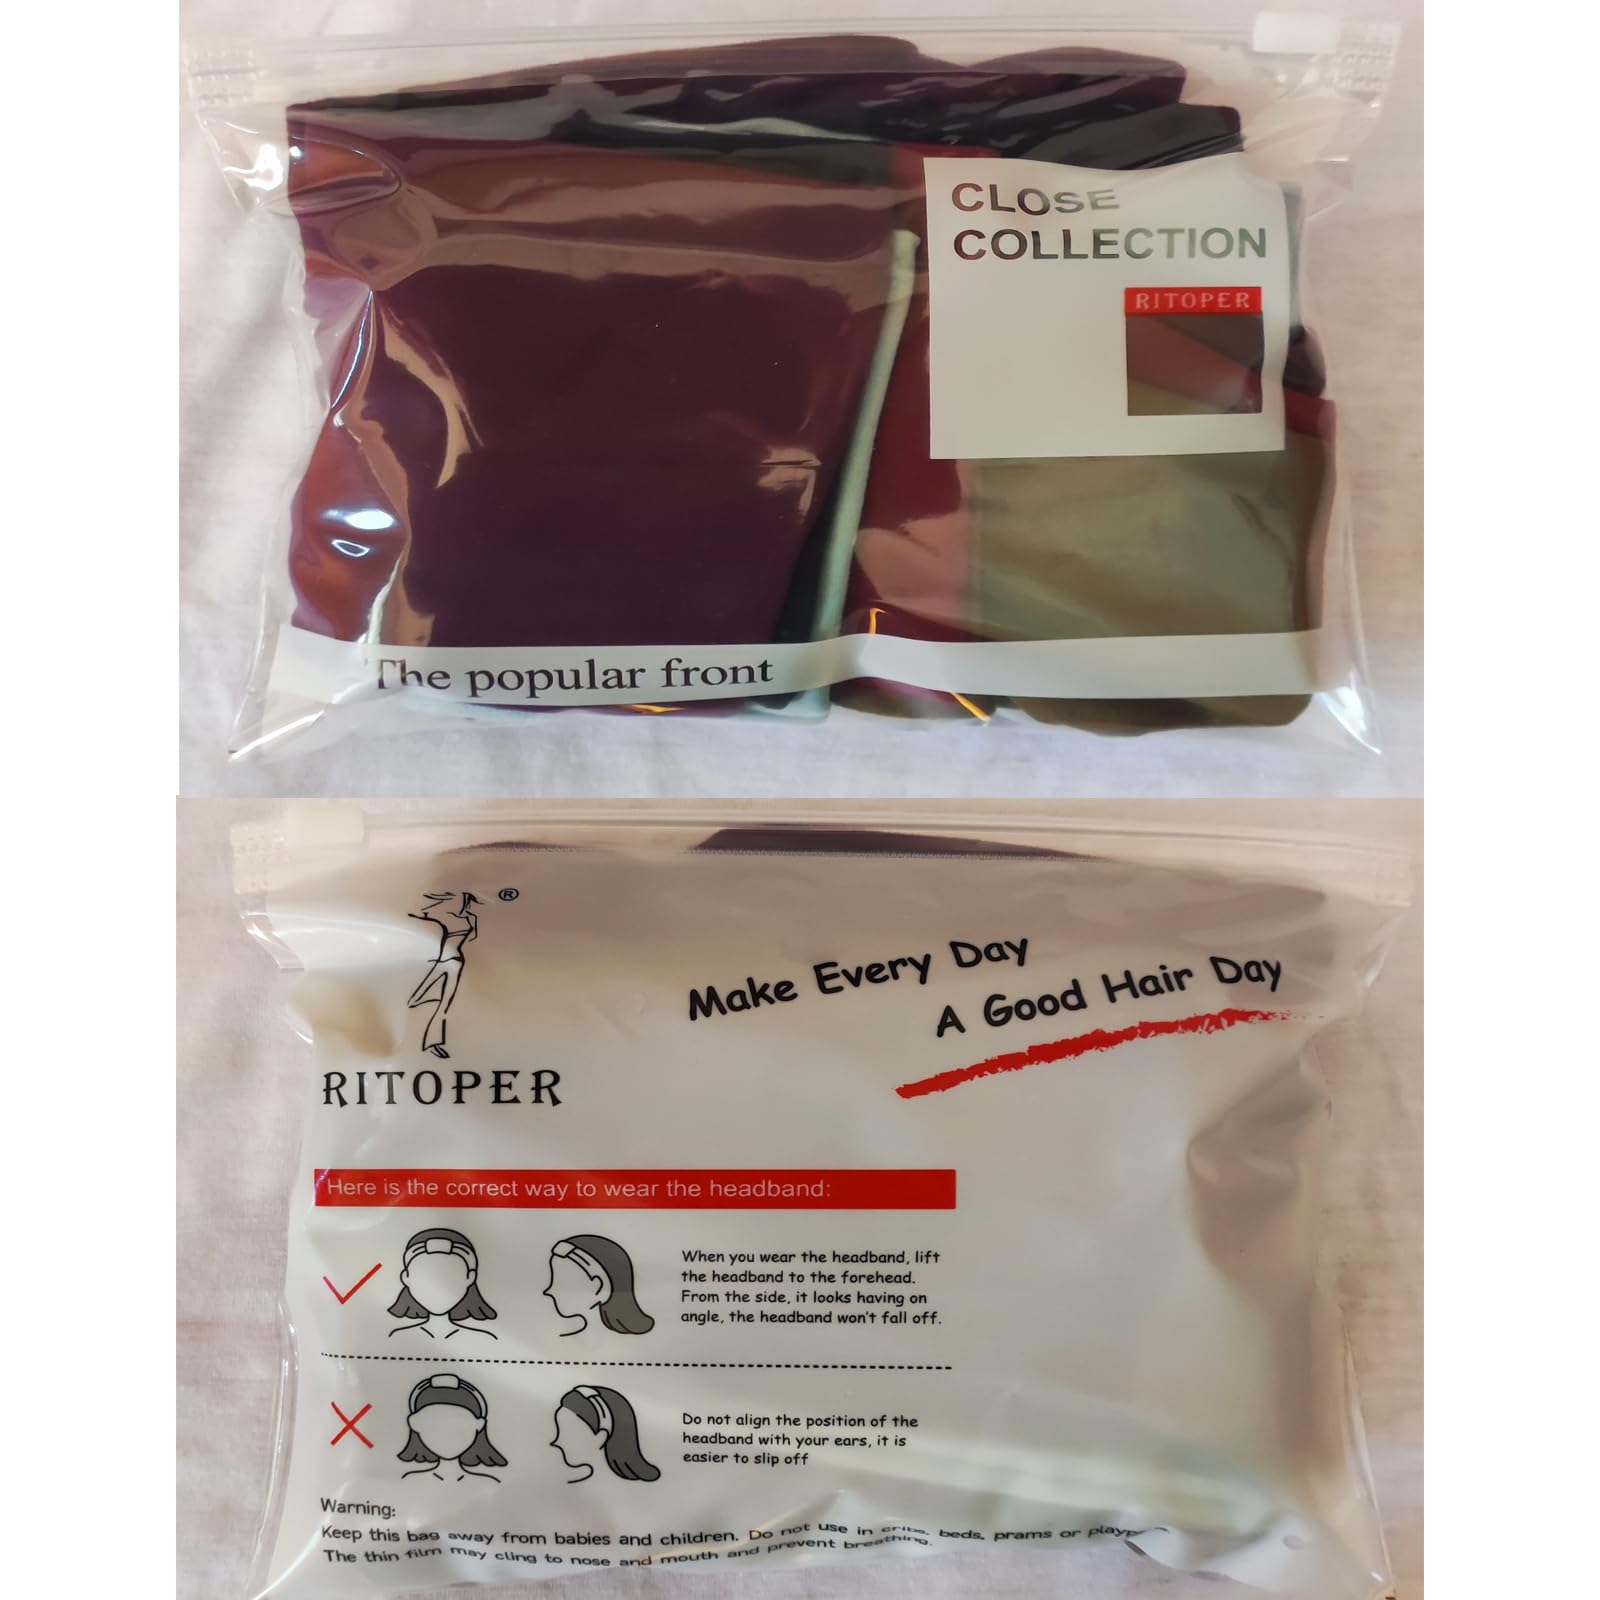 CLOSE
COLLECTION
RITOPER
The popular front
®
Make Every Day
A Good Hair Day
RITOPER
Here is the correct way to wear the headband:
When you wear the headband, lift
the headband to the forehead.
From the side, it looks having on
angle, the headband won't fall off.
Do not align the position of the
headband with your ears, it is
easier to slip off
Warning:
Keep this bag away from babies and children. Do not use in cribs, beds, prams or
The thin film may cling to nose and mouth and prevent breathing.